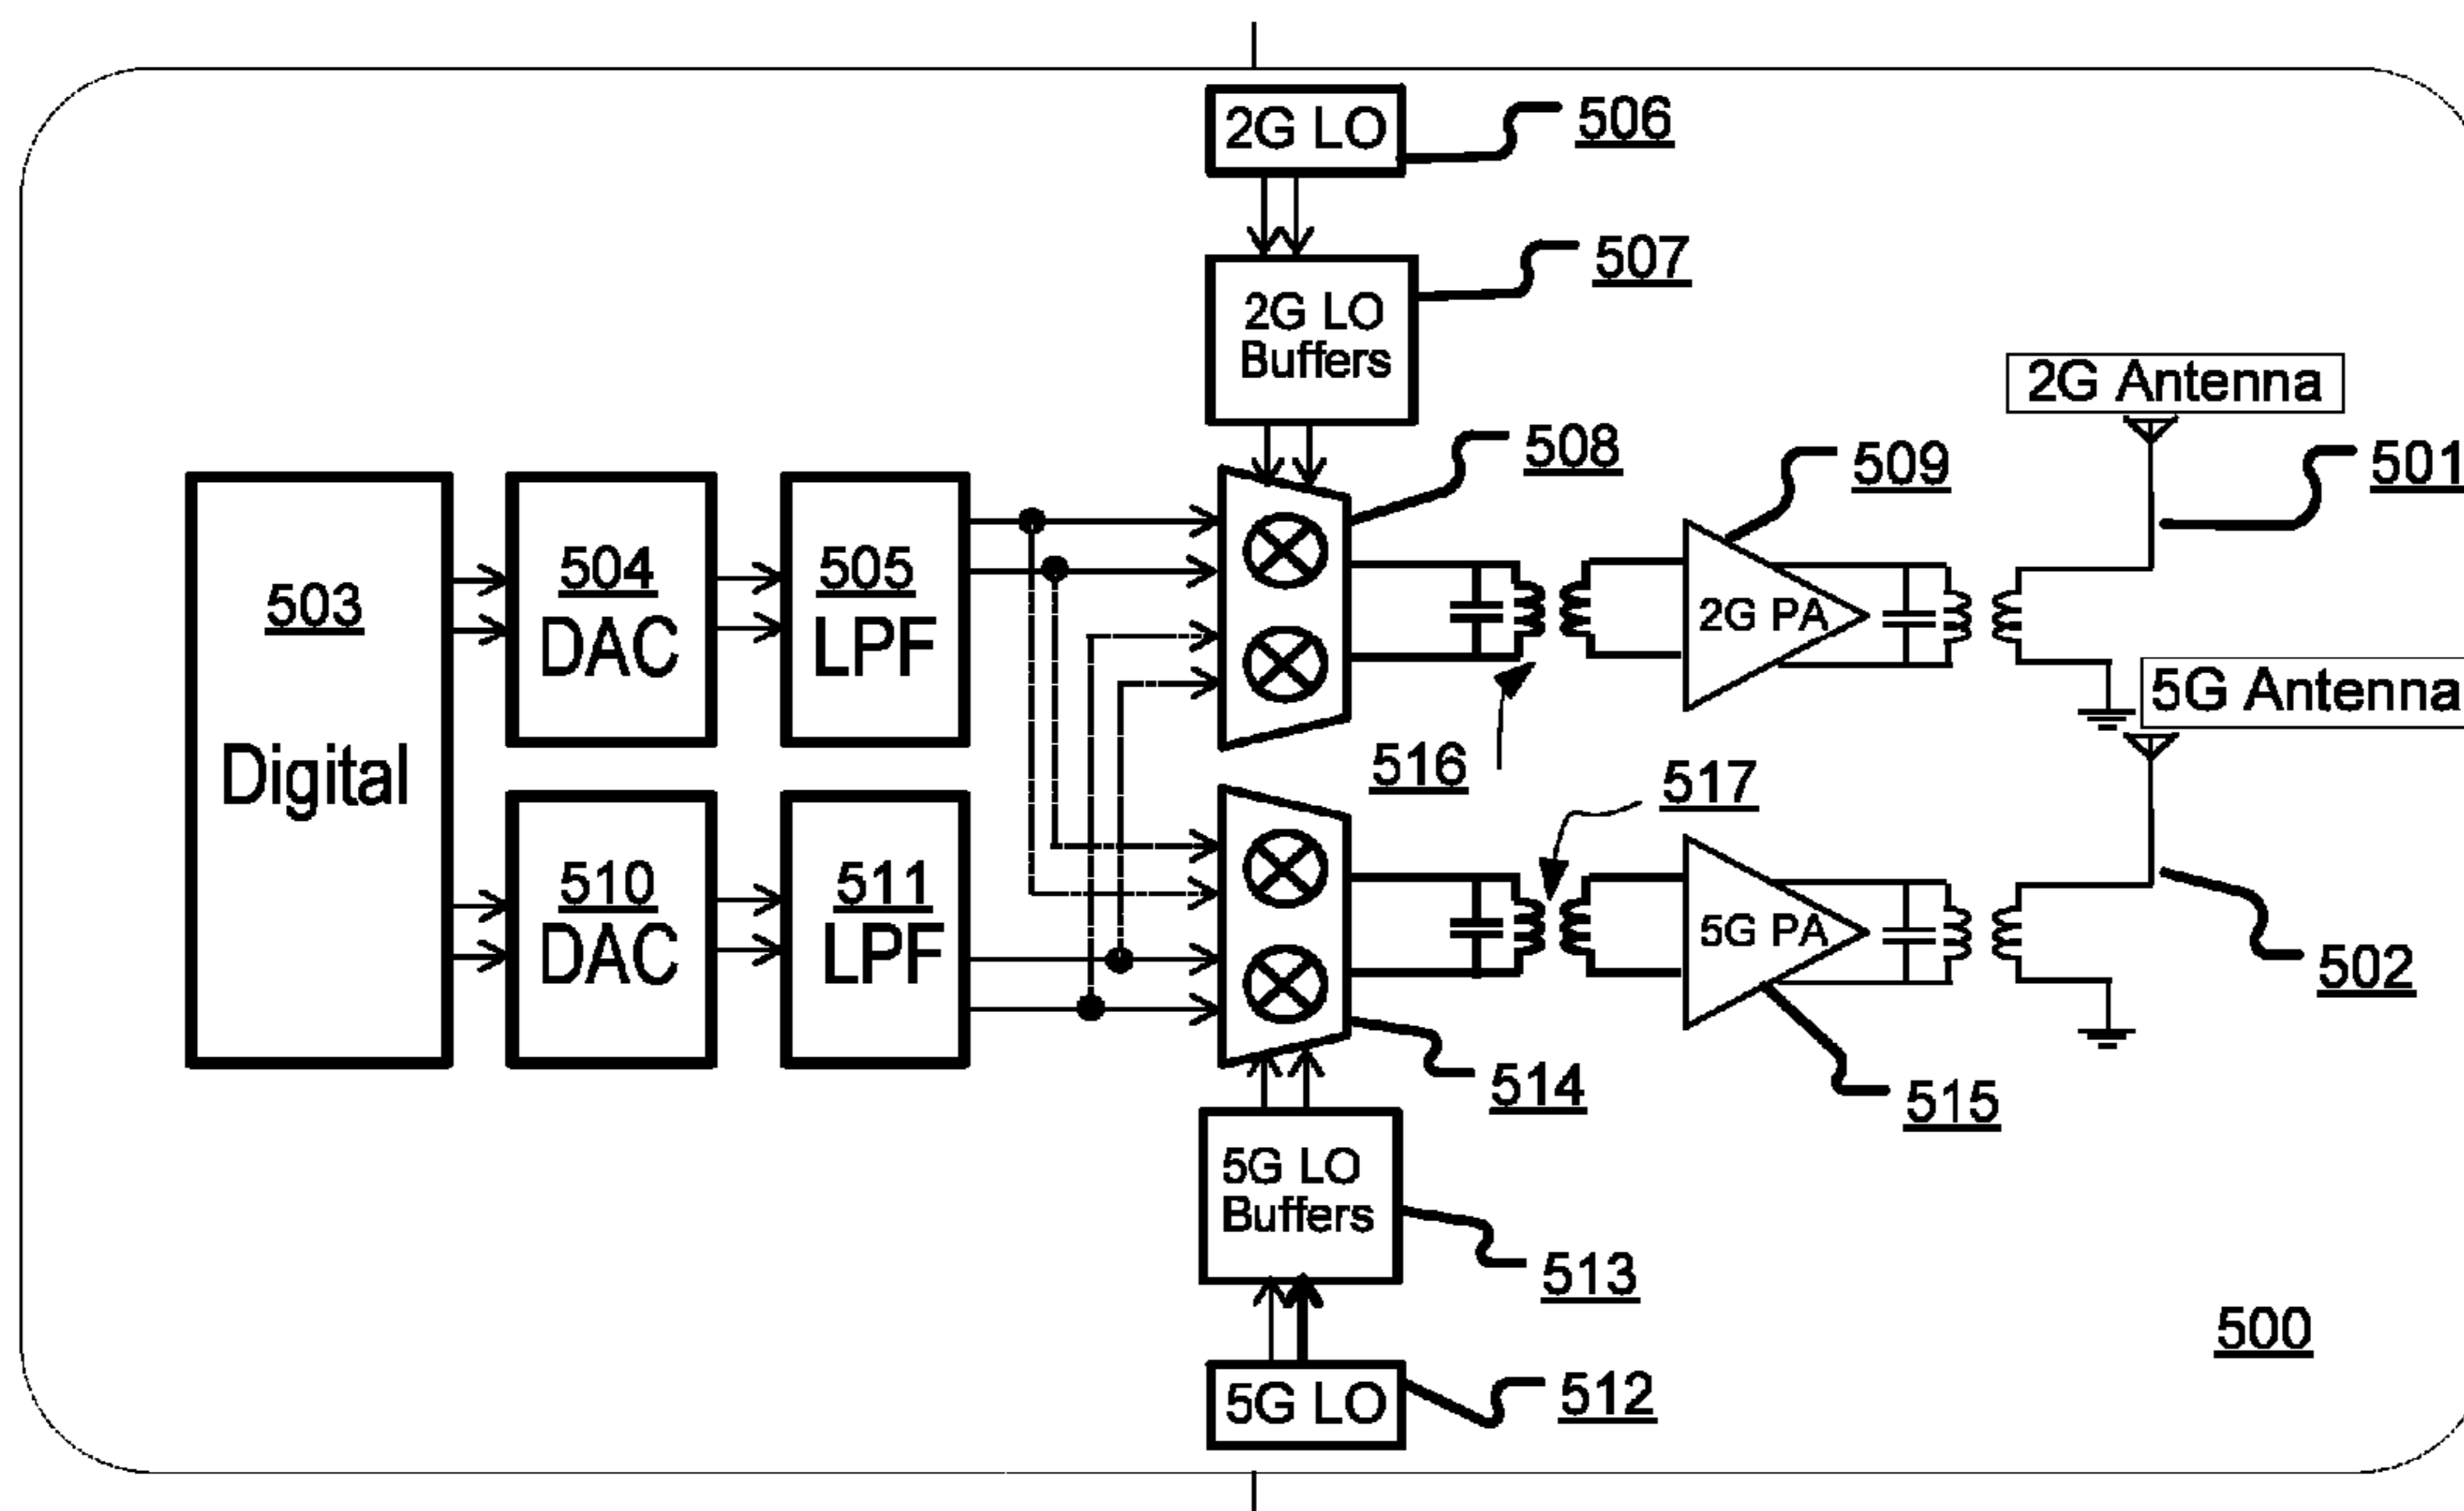 2G LO
506
2G LO
Buffers
507
2G Antenna
501
508
509
503
Digital
504
DAC
505
LPF
2G PA
5G Antenna
516
517
510
DAC
511
LPF
5G PA
502
514
515
5G LO
Buffers
513
500
5G LO
512